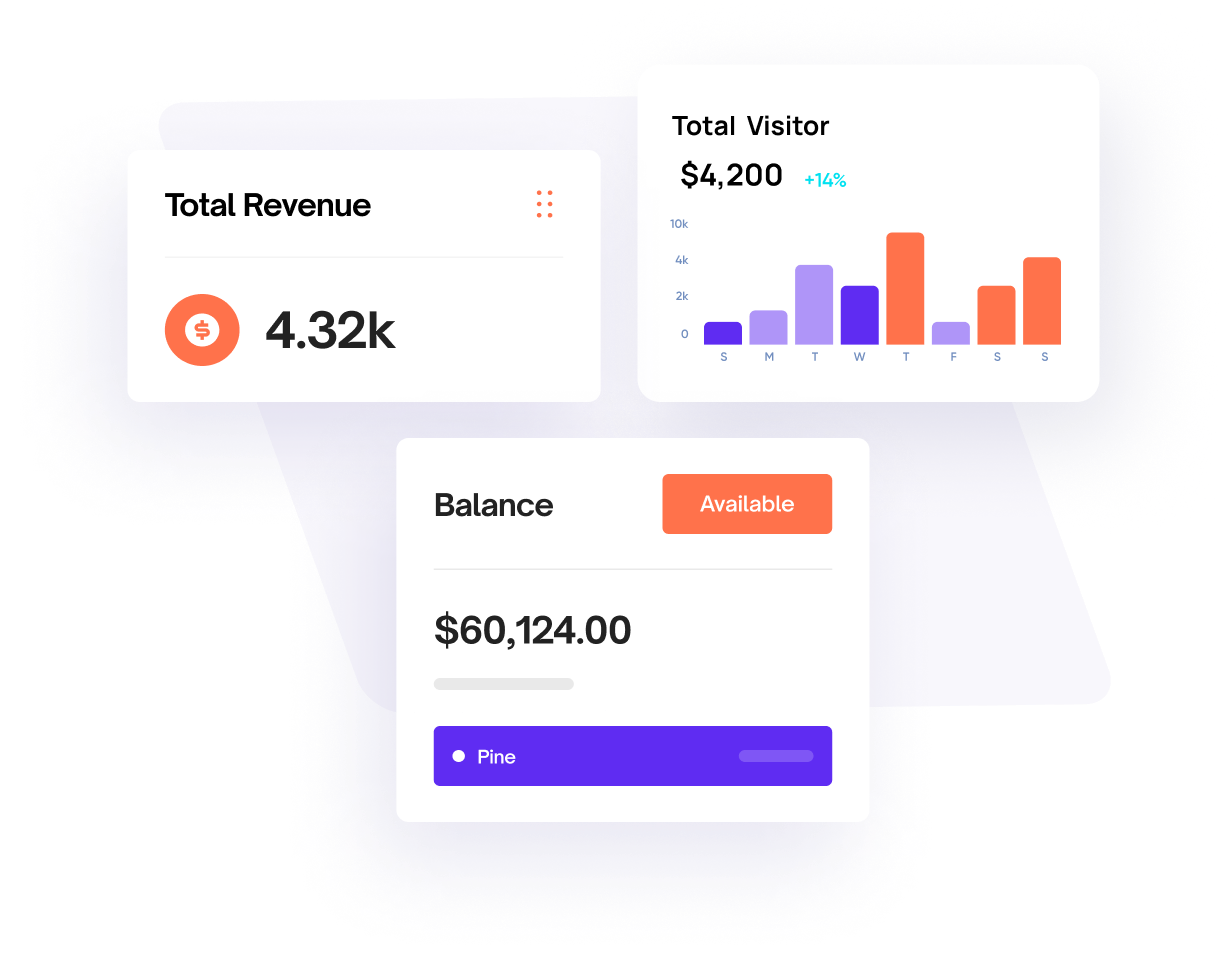 Total Revenue
$ 4.32k
Total Visitor
$4,200 +14%
10k
4k
2k
0
S M T W T F S S
Balance Available
$60,124.00
Pine